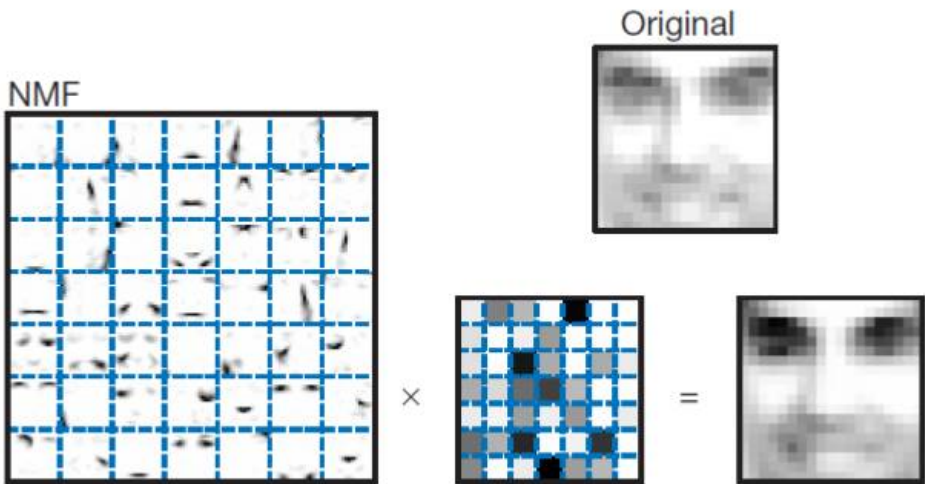 Original
NMF
×
=